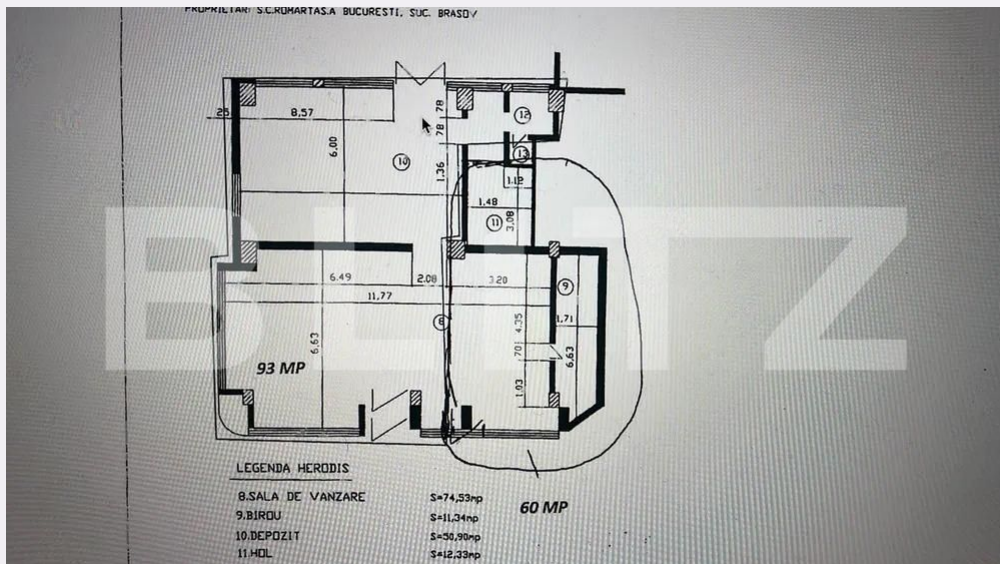 PROPRIETAR: S.C.ROMARTAS.A BUCURESTI, SUC. BRASOV
25
8,57
6,00
10
78
78
1.36
12
13
1.12
1.48
11
3,08
6.49
2.08
3.20
11,77
9
8
1,71
6,63
4.35
.70
1.03
6,63
93 MP
BLITZ
LEGENDA HERODIS
8.SALA DE VANZARE S=74,53mp
9.BIROU S=11,34mp
10.DEPOZIT S=50,90mp
11.HOL S=12,33mp
60 MP